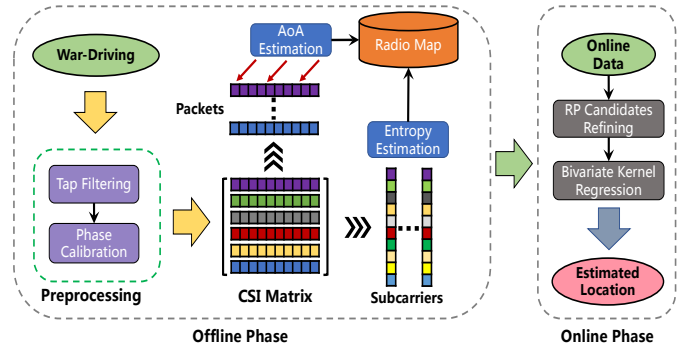 War-Driving
Tap Filtering
Phase
Calibration
Preprocessing
AoA
Estimation
Radio Map
Packets
Entropy
Estimation
CSI Matrix
Subcarriers
Offline Phase
Online
Data
RP Candidates
Refining
Bivariate Kernel
Regression
Estimated
Location
Online Phase